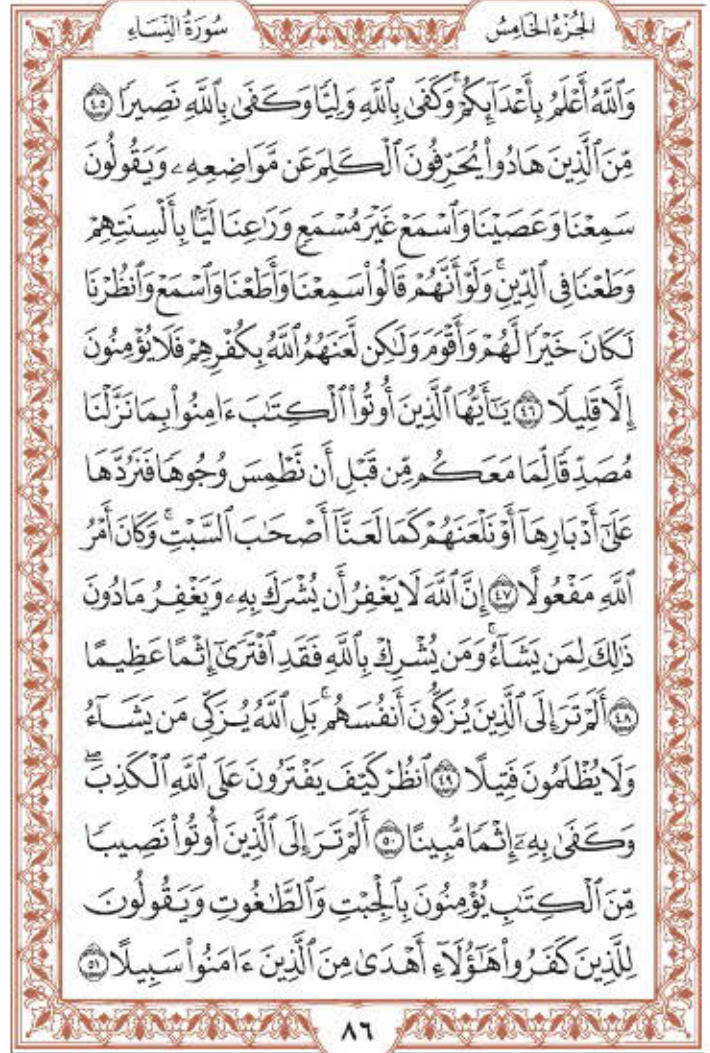 الجُزْءُ الخَامِسُ سُورَةُ النِّسَاءِ
وَٱللَّهُ أَعْلَمُ بِأَعْدَآئِكُمْ ۚ وَكَفَىٰ بِٱللَّهِ وَلِيًّا وَكَفَىٰ بِٱللَّهِ نَصِيرًا ٤٥
مِّنَ ٱلَّذِينَ هَادُوا۟ يُحَرِّفُونَ ٱلْكَلِمَ عَن مَّوَاضِعِهِۦ وَيَقُولُونَ
سَمِعْنَا وَعَصَيْنَا وَٱسْمَعْ غَيْرَ مُسْمَعٍ وَرَٰعِنَا لَيًّۢا بِأَلْسِنَتِهِمْ
وَطَعْنًا فِى ٱلدِّينِ ۚ وَلَوْ أَنَّهُمْ قَالُوا۟ سَمِعْنَا وَأَطَعْنَا وَٱسْمَعْ وَٱنظُرْنَا
لَكَانَ خَيْرًا لَّهُمْ وَأَقْوَمَ وَلَٰكِن لَّعَنَهُمُ ٱللَّهُ بِكُفْرِهِمْ فَلَا يُؤْمِنُونَ
إِلَّا قَلِيلًا ٤٦ يَٰٓأَيُّهَا ٱلَّذِينَ أُوتُوا۟ ٱلْكِتَٰبَ ءَامِنُوا۟ بِمَا نَزَّلْنَا
مُصَدِّقًا لِّمَا مَعَكُم مِّن قَبْلِ أَن نَّطْمِسَ وُجُوهًا فَنَرُدَّهَا
عَلَىٰٓ أَدْبَارِهَآ أَوْ نَلْعَنَهُمْ كَمَا لَعَنَّآ أَصْحَٰبَ ٱلسَّبْتِ ۚ وَكَانَ أَمْرُ
ٱللَّهِ مَفْعُولًا ٤٧ إِنَّ ٱللَّهَ لَا يَغْفِرُ أَن يُشْرَكَ بِهِۦ وَيَغْفِرُ مَا دُونَ
ذَٰلِكَ لِمَن يَشَآءُ ۚ وَمَن يُشْرِكْ بِٱللَّهِ فَقَدِ ٱفْتَرَىٰٓ إِثْمًا عَظِيمًا
٤٨ أَلَمْ تَرَ إِلَى ٱلَّذِينَ يُزَكُّونَ أَنفُسَهُم ۚ بَلِ ٱللَّهُ يُزَكِّى مَن يَشَآءُ
وَلَا يُظْلَمُونَ فَتِيلًا ٤٩ ٱنظُرْ كَيْفَ يَفْتَرُونَ عَلَى ٱللَّهِ ٱلْكَذِبَ ۖ
وَكَفَىٰ بِهِۦٓ إِثْمًا مُّبِينًا ٥٠ أَلَمْ تَرَ إِلَى ٱلَّذِينَ أُوتُوا۟ نَصِيبًا
مِّنَ ٱلْكِتَٰبِ يُؤْمِنُونَ بِٱلْجِبْتِ وَٱلطَّٰغُوتِ وَيَقُولُونَ
لِلَّذِينَ كَفَرُوا۟ هَٰٓؤُلَآءِ أَهْدَىٰ مِنَ ٱلَّذِينَ ءَامَنُوا۟ سَبِيلًا ٥١
٨٦